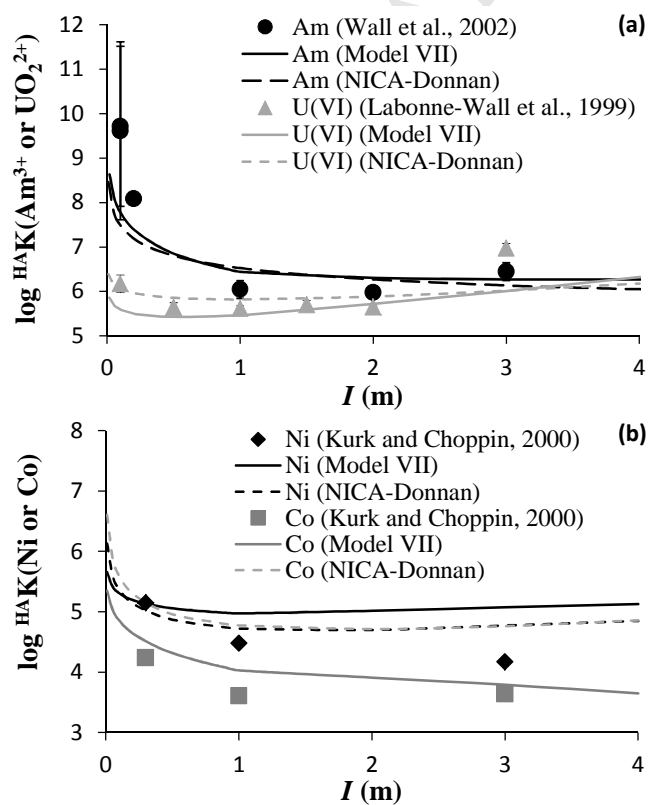 (a)
Am (Wall et al., 2002)
Am (Model VII)
Am (NICA-Donnan)
U(VI) (Labonne-Wall et al., 1999)
U(VI) (Model VII)
U(VI) (NICA-Donnan)
log ᴴᴬK(Am³⁺ or UO₂²⁺)
12
11
10
9
8
7
6
5
0 1 2 3 4
I (m)
(b)
Ni (Kurk and Choppin, 2000)
Ni (Model VII)
Ni (NICA-Donnan)
Co (Kurk and Choppin, 2000)
Co (Model VII)
Co (NICA-Donnan)
log ᴴᴬK(Ni or Co)
8
7
6
5
4
3
0 1 2 3 4
I (m)